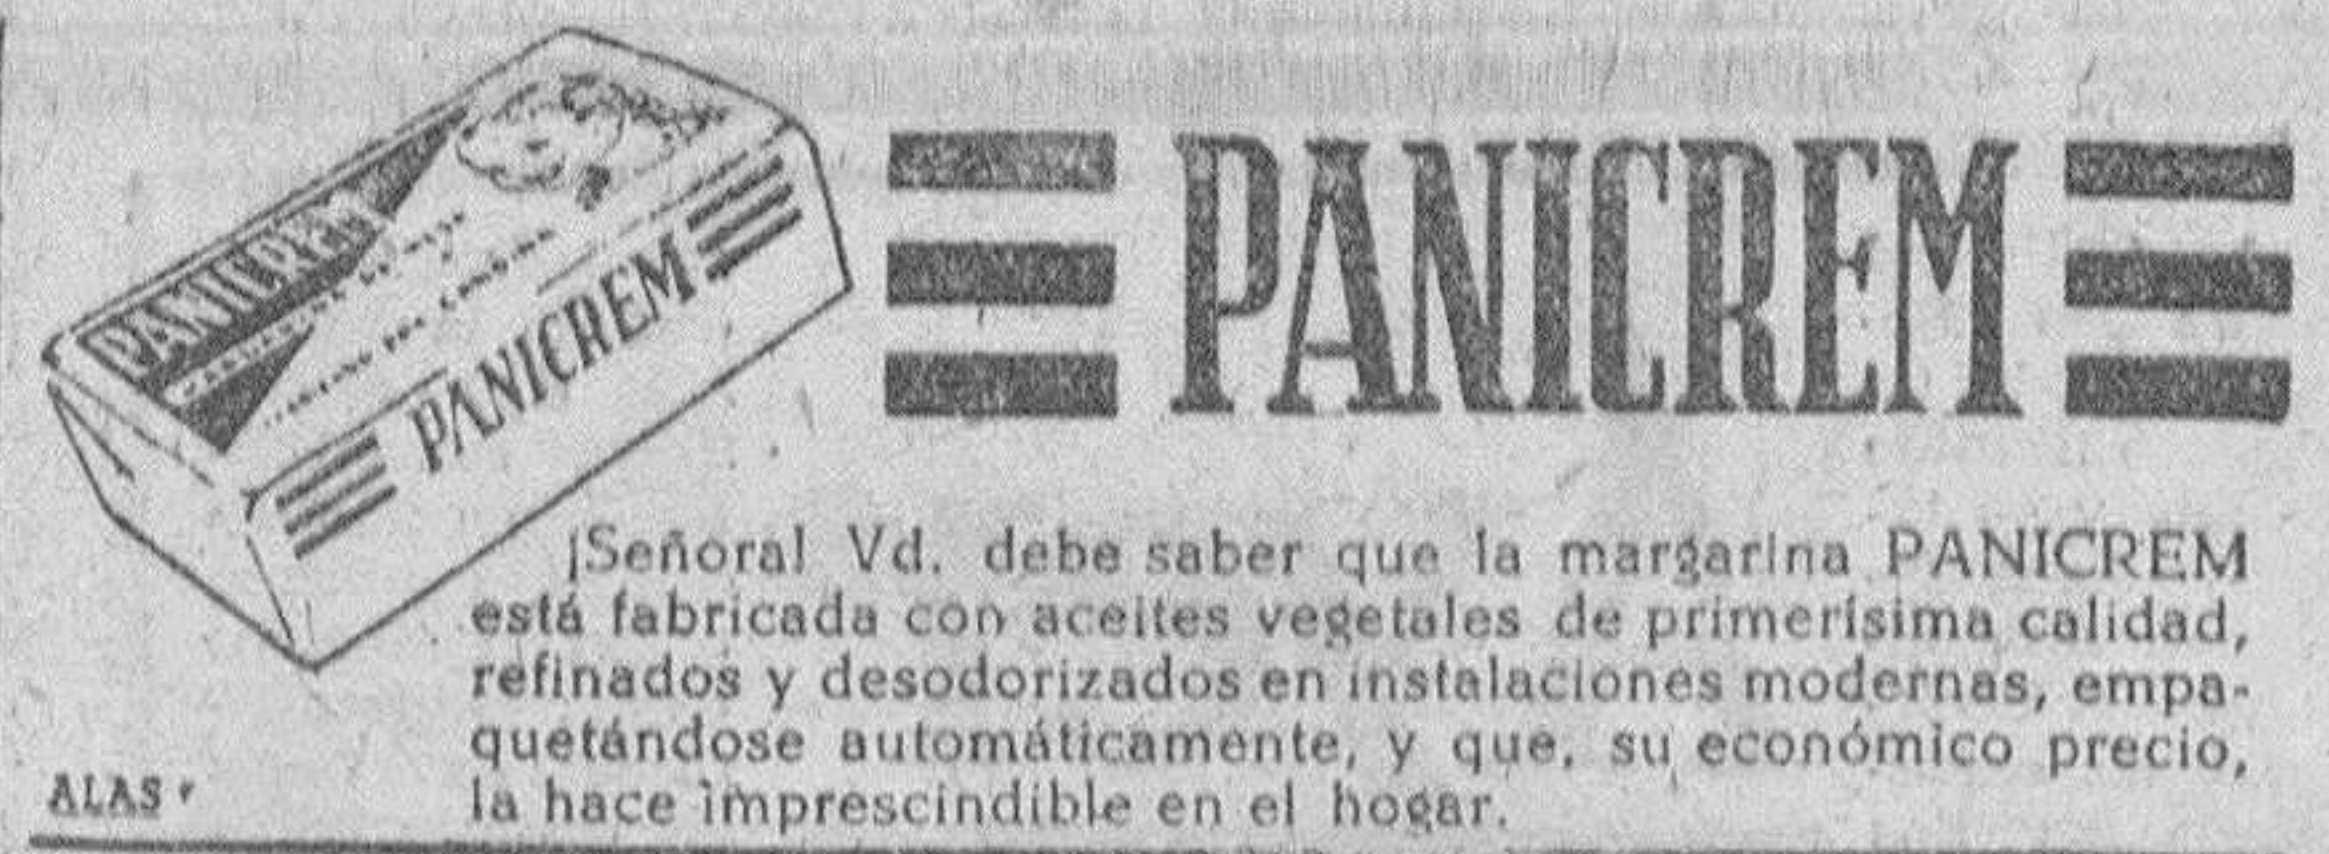 PANICREM
PANICREM
PANICREM
¡Señora! Vd. debe saber que la margarina PANICREM
está fabricada con aceites vegetales de primerísima calidad,
refinados y desodorizados en instalaciones modernas, empa-
quetándose automáticamente, y que, su económico precio,
la hace imprescindible en el hogar.
ALAS